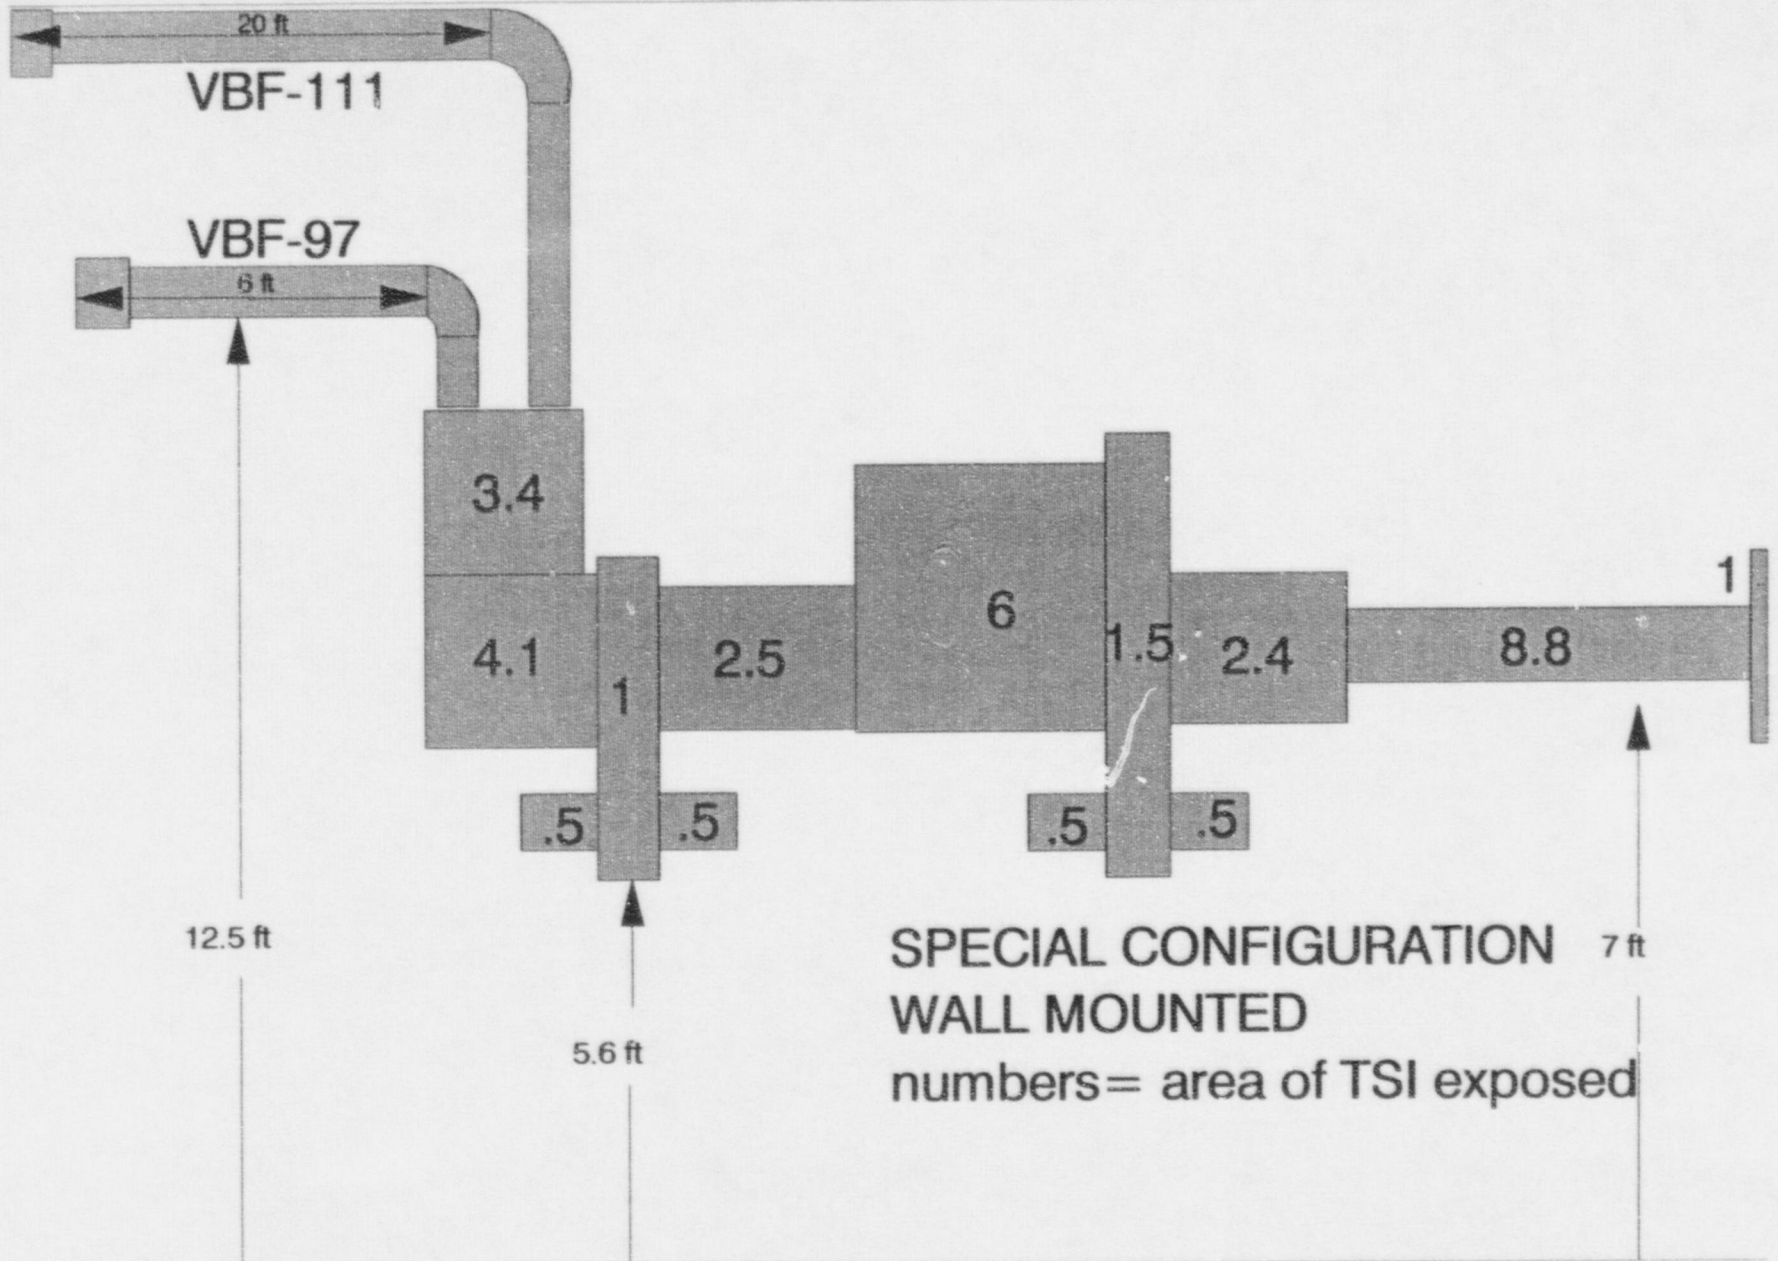 20 ft
VBF-111
VBF-97
6 ft
3.4
4.1
1
2.5
6
1.5
2.4
8.8
1
.5
.5
.5
.5
12.5 ft
5.6 ft
7 ft
SPECIAL CONFIGURATION
WALL MOUNTED
numbers= area of TSI exposed